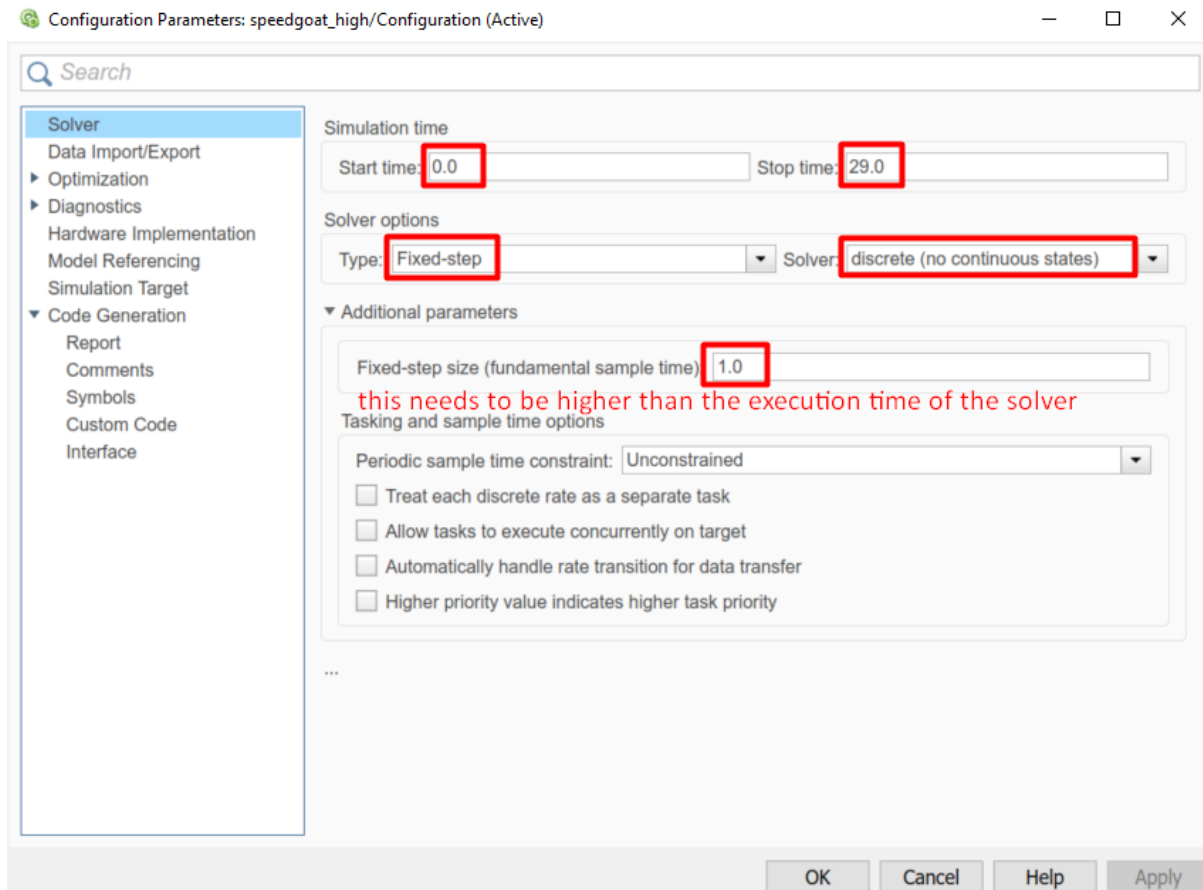 Configuration Parameters: speedgoat_high/Configuration (Active)
Search
Solver
Data Import/Export
Optimization
Diagnostics
Hardware Implementation
Model Referencing
Simulation Target
Code Generation
Report
Comments
Symbols
Custom Code
Interface
Simulation time
Start time: 0.0 Stop time: 29.0
Solver options
Type: Fixed-step Solver: discrete (no continuous states)
Additional parameters
Fixed-step size (fundamental sample time) 1.0
this needs to be higher than the execution time of the solver
Tasking and sample time options
Periodic sample time constraint: Unconstrained
Treat each discrete rate as a separate task
Allow tasks to execute concurrently on target
Automatically handle rate transition for data transfer
Higher priority value indicates higher task priority
...
OK Cancel Help Apply